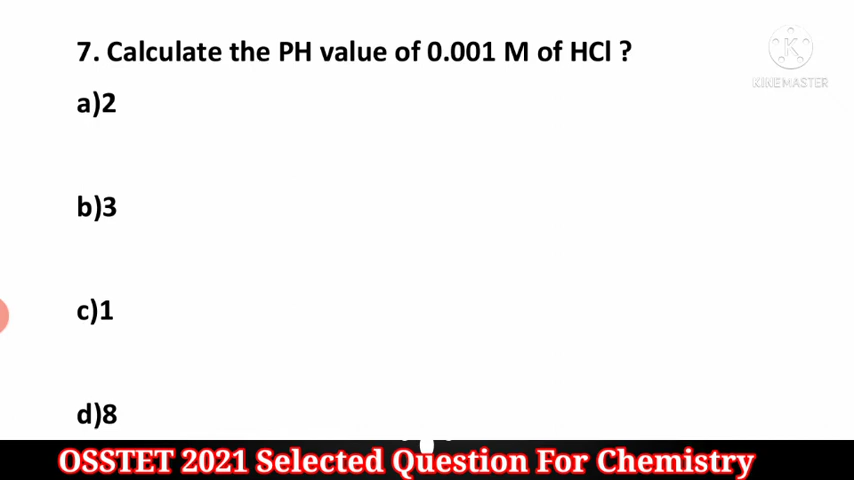 7. Calculate the PH value of 0.001 M of HCl ?
K
KINEMASTER
a)2
b)3
c)1
d)8
OSSTET 2021 Selected Question For Chemistry